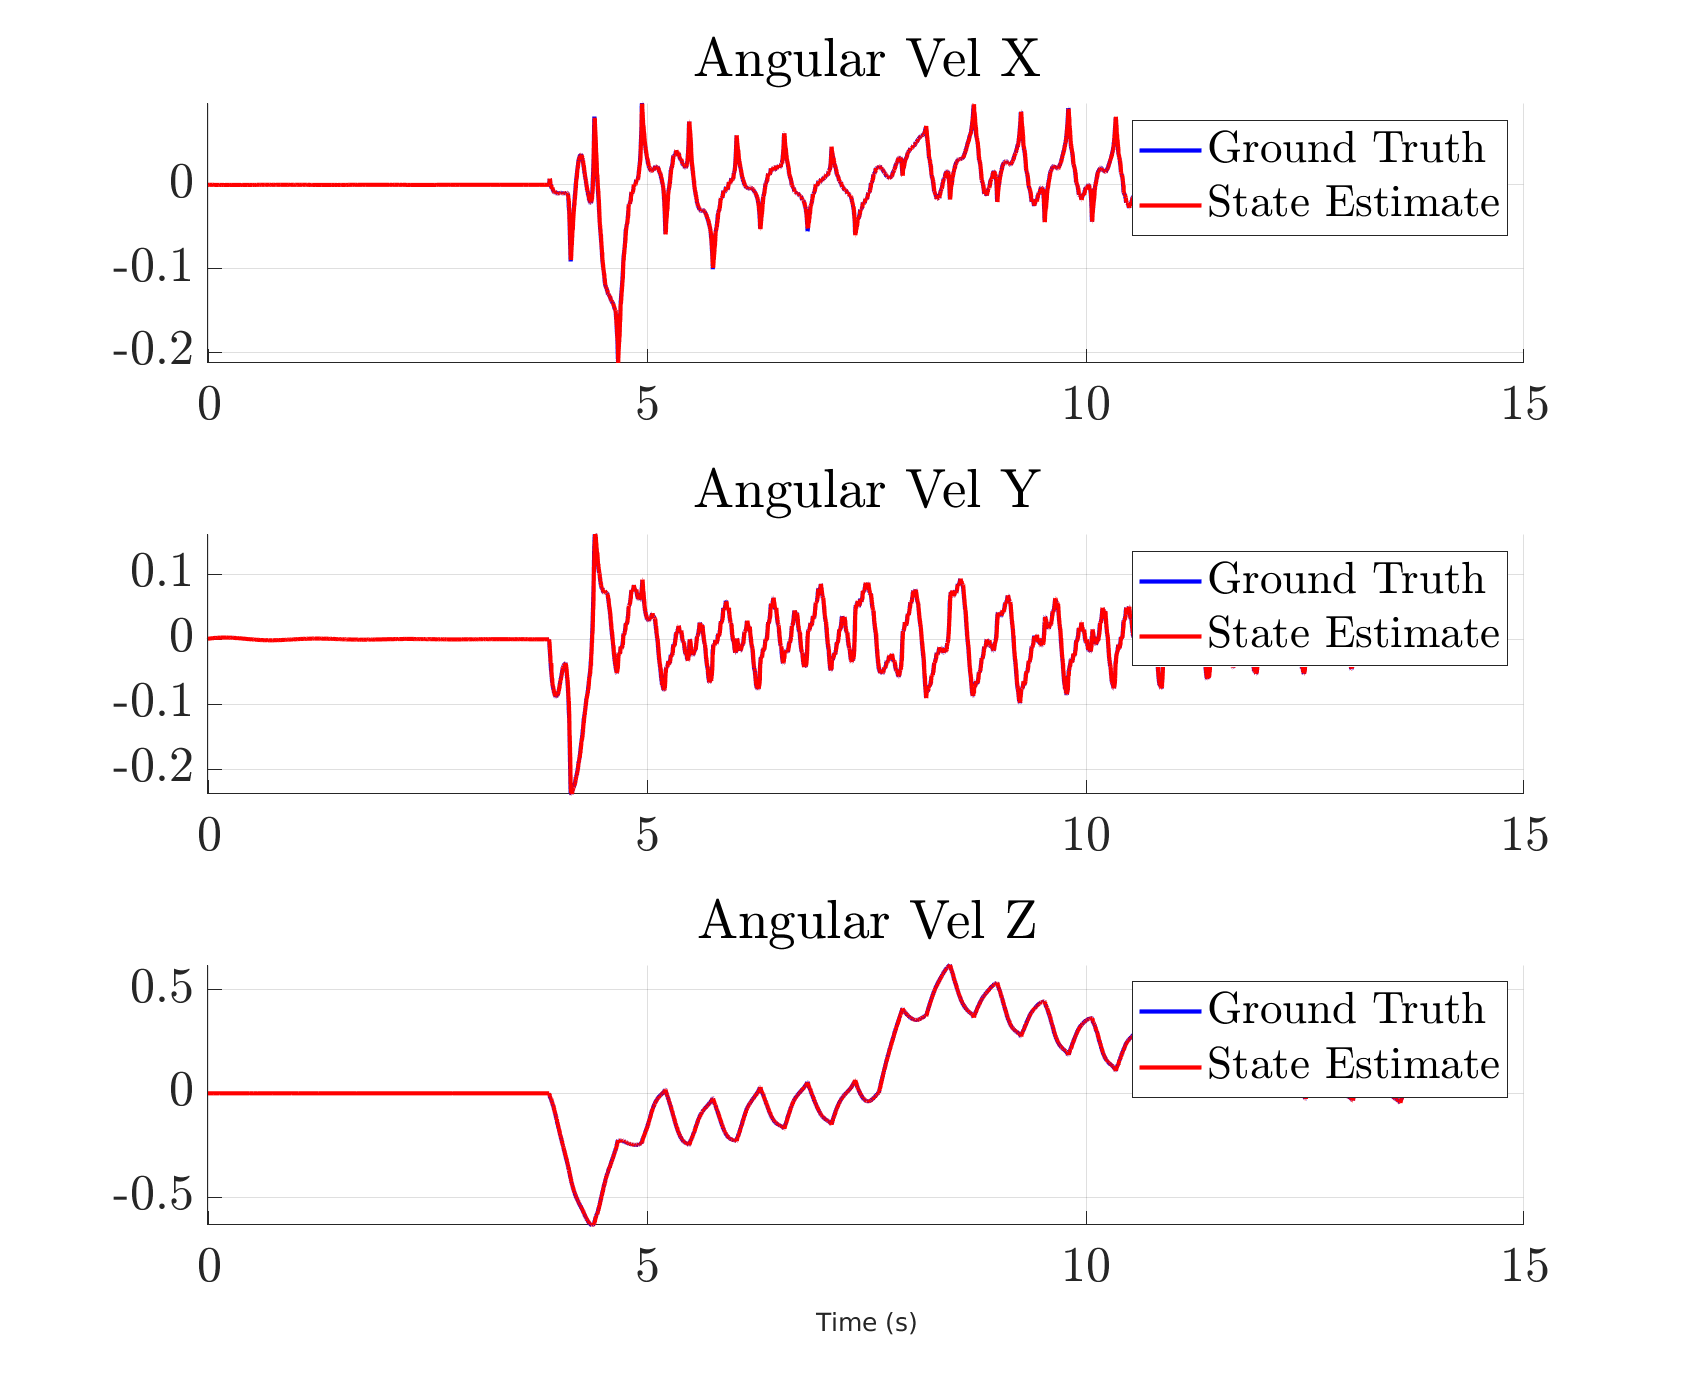 Angular Vel X
0
-0.1
-0.2
Ground Truth
State Estimate
0 5 10 15
Angular Vel Y
0.1
0
-0.1
-0.2
Ground Truth
State Estimate
0 5 10 15
Angular Vel Z
0.5
0
-0.5
Ground Truth
State Estimate
0 5 10 15
Time (s)